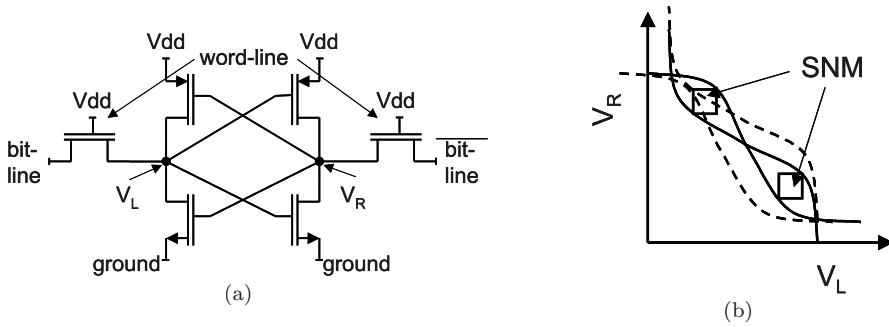 Vdd
word-line
Vdd
Vdd
Vdd
bit-
line
bit-
line
V_L
V_R
ground
ground
(a)
SNM
V_R
V_L
(b)